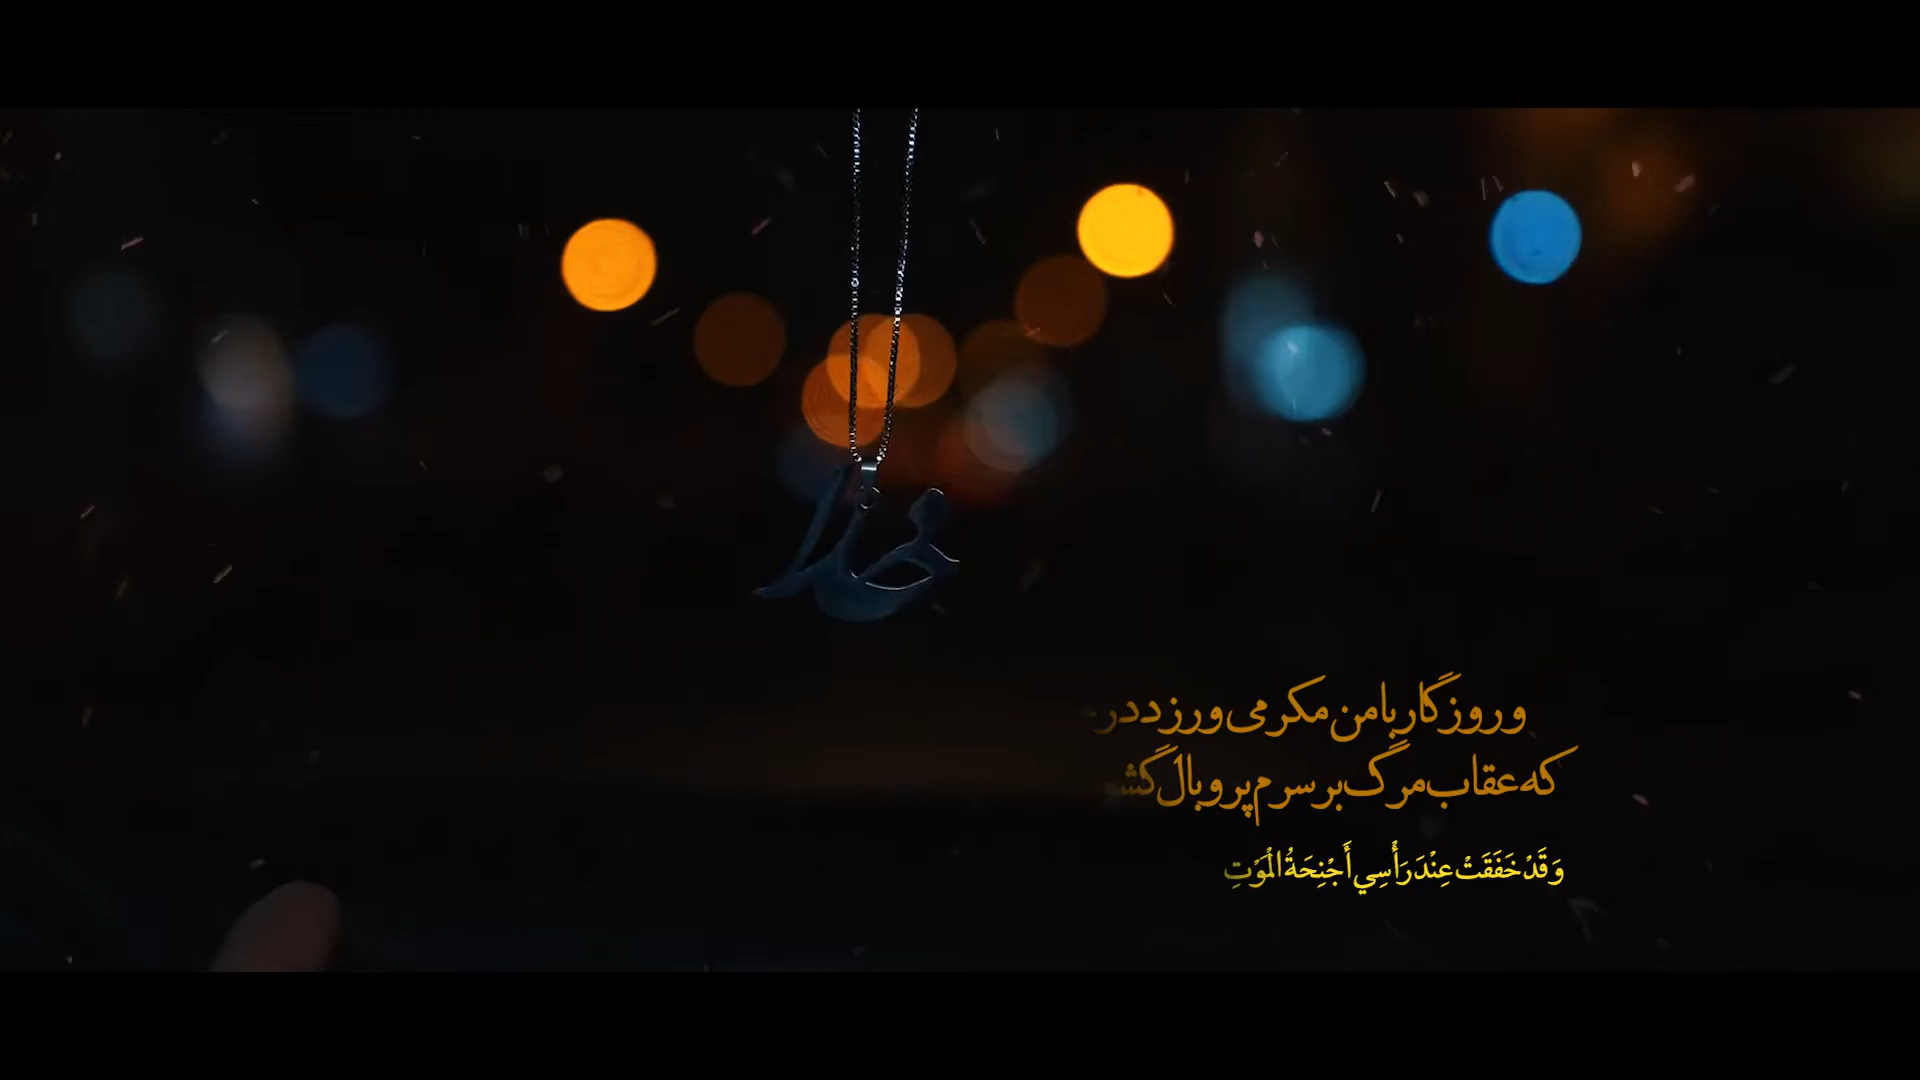 و روزگار با من مکر می ورزد در
که عقاب مرگ بر سرم پر و بال
وَقَدْ خَفَقَتْ عِنْدَ رَأْسِي أَجْنِحَةُ الْمَوْتِ